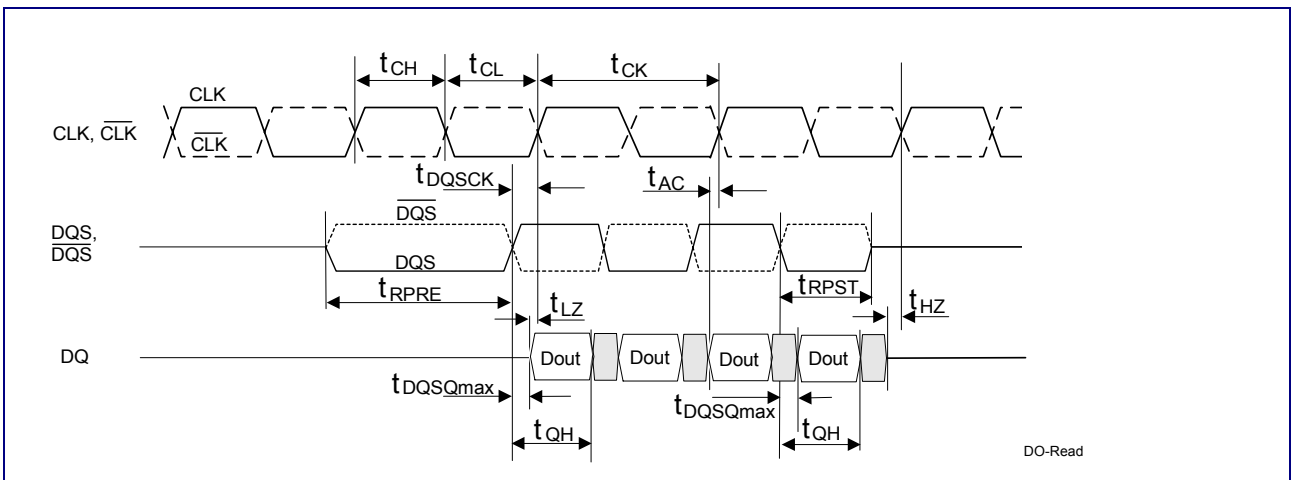 tCH tCL tCK
CLK
CLK, CLK
CLK
tDQSCK tAC
DQS
DQS,
DQS
DQS
tRPRE tLZ tRPST tHZ
DQ Dout Dout Dout Dout
tDQSQmax tDQSQmax
tQH tQH
DO-Read